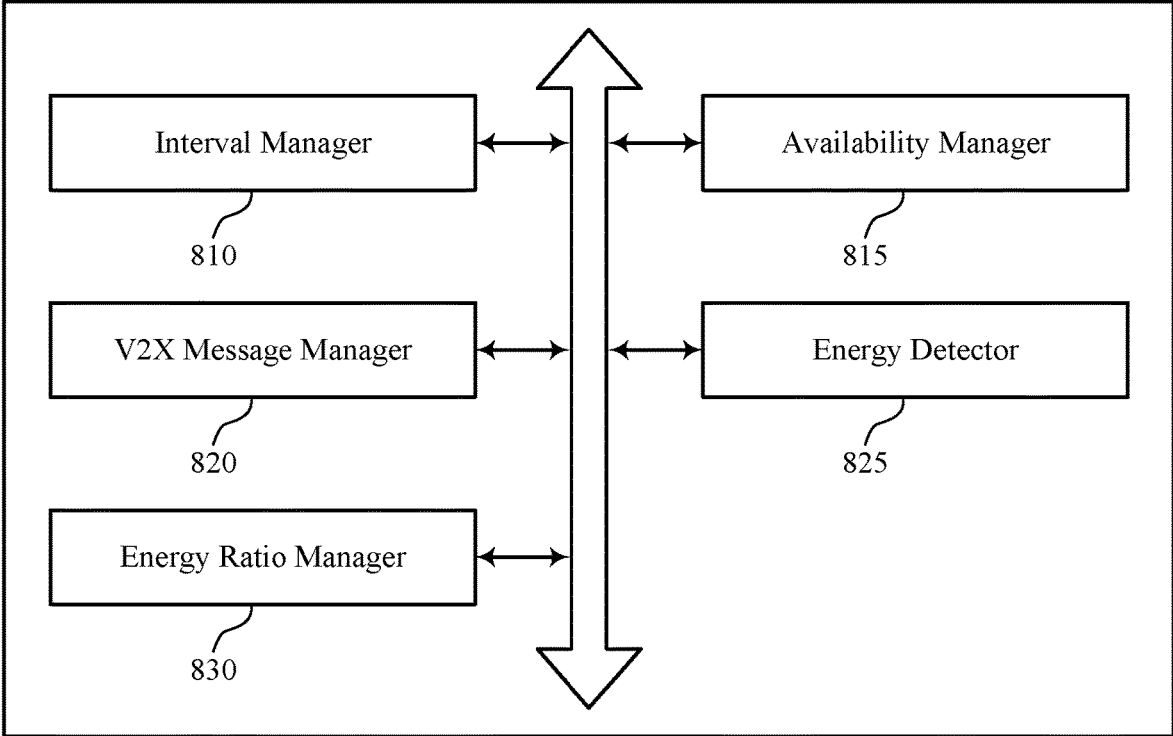 Interval Manager
Availability Manager
810
815
V2X Message Manager
Energy Detector
820
825
Energy Ratio Manager
830